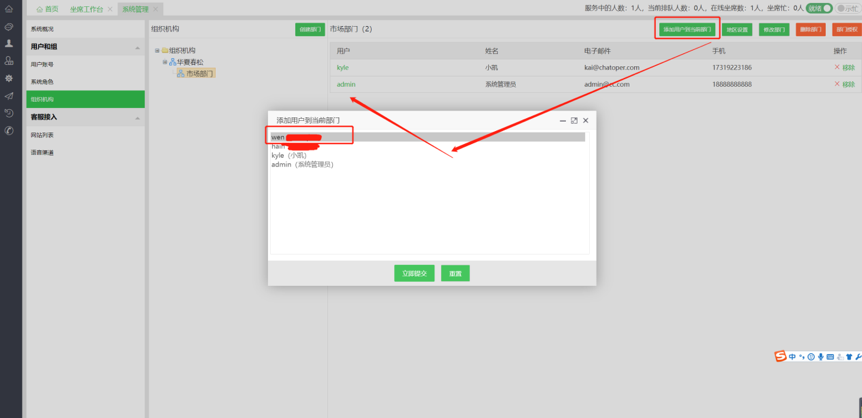 首页 坐席工作台 × 系统管理 ×
服务中的人数：1人，当前排队人数：0人，在线坐席数：1人，坐席忙：0人 就绪 示忙
系统概况
用户和组
用户账号
系统角色
组织机构
客服接入
网站列表
语音渠道
组织机构 创建部门
组织机构
华夏春松
市场部门
市场部门（2） 添加用户到当前部门 地区设置 修改部门 删除部门 部门授权
用户 姓名 电子邮件 手机 操作
kyle 小凯 kai@chatoper.com 17319223186 × 移除
admin 系统管理员 18888888888 × 移除
添加用户到当前部门
wen
hain
kyle（小凯）
admin（系统管理员）
立即提交 重置
S 中